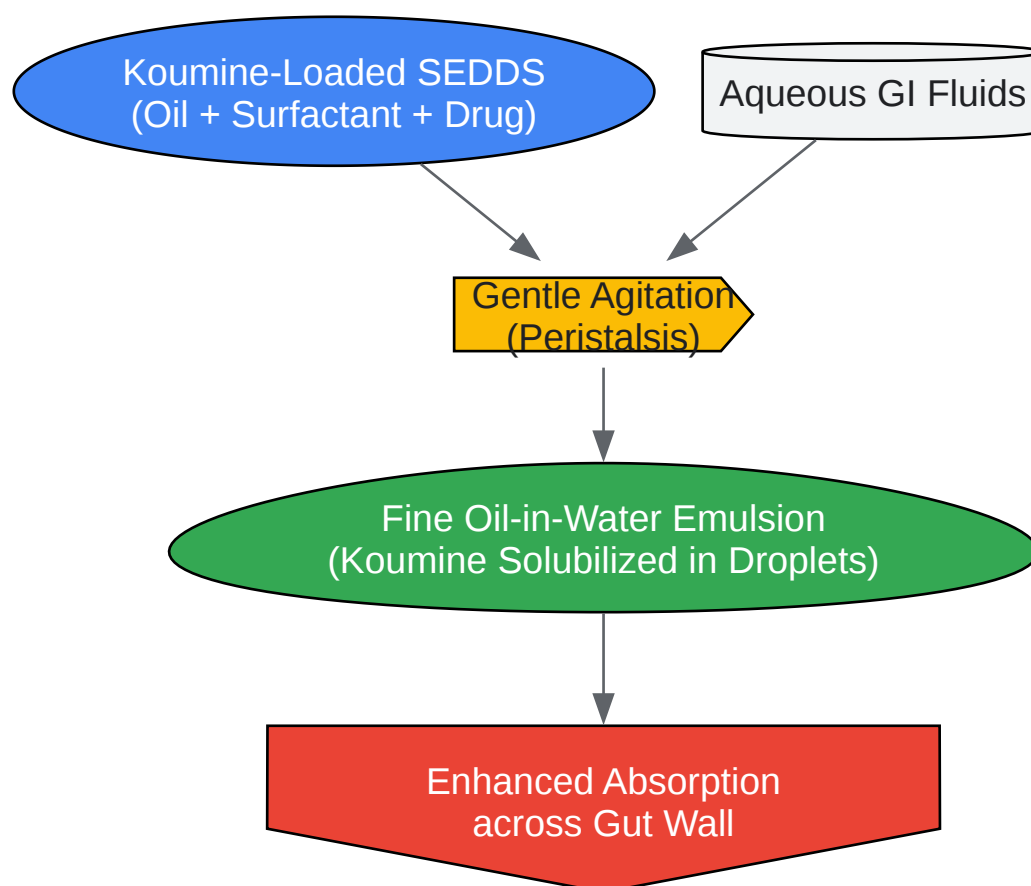 Koumine-Loaded SEDDS
(Oil + Surfactant + Drug)
Aqueous GI Fluids
Gentle Agitation
(Peristalsis)
Fine Oil-in-Water Emulsion
(Koumine Solubilized in Droplets)
Enhanced Absorption
across Gut Wall